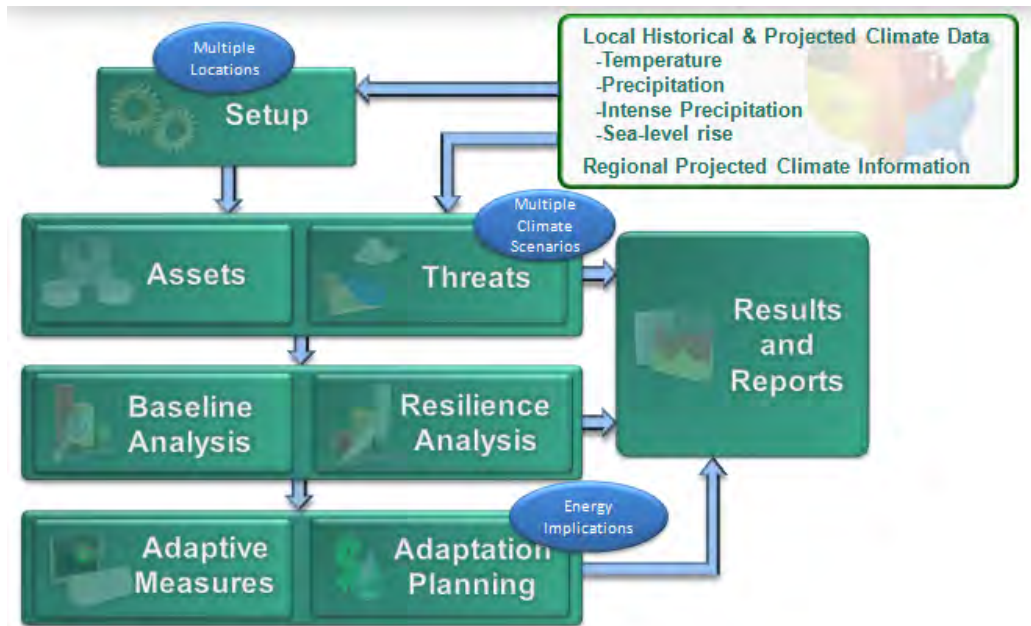 Multiple
Locations
Setup
Local Historical & Projected Climate Data
-Temperature
-Precipitation
-Intense Precipitation
-Sea-level rise
Regional Projected Climate Information
Multiple
Climate
Scenarios
Assets
Threats
Results
and
Reports
Baseline
Analysis
Resilience
Analysis
Energy
Implications
Adaptive
Measures
Adaptation
Planning